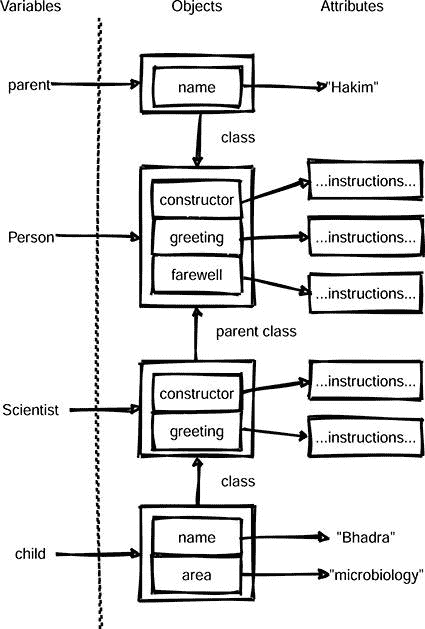 Variables Objects Attributes
parent name "Hakim"
class
constructor ...instructions...
Person greeting ...instructions...
farewell ...instructions...
parent class
constructor ...instructions...
Scientist greeting ...instructions...
class
name "Bhadra"
child area "microbiology"